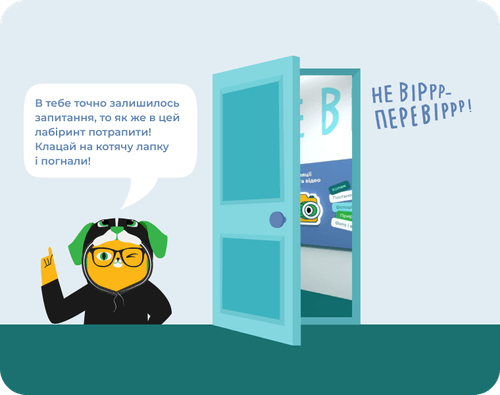 В тебе точно залишилось
запитання, то як же в цей
лабіринт потрапити!
Клацай на котячу лапку
і погнали!
Е В
НЕ ВІРРР–
ПЕРЕВІРРР!